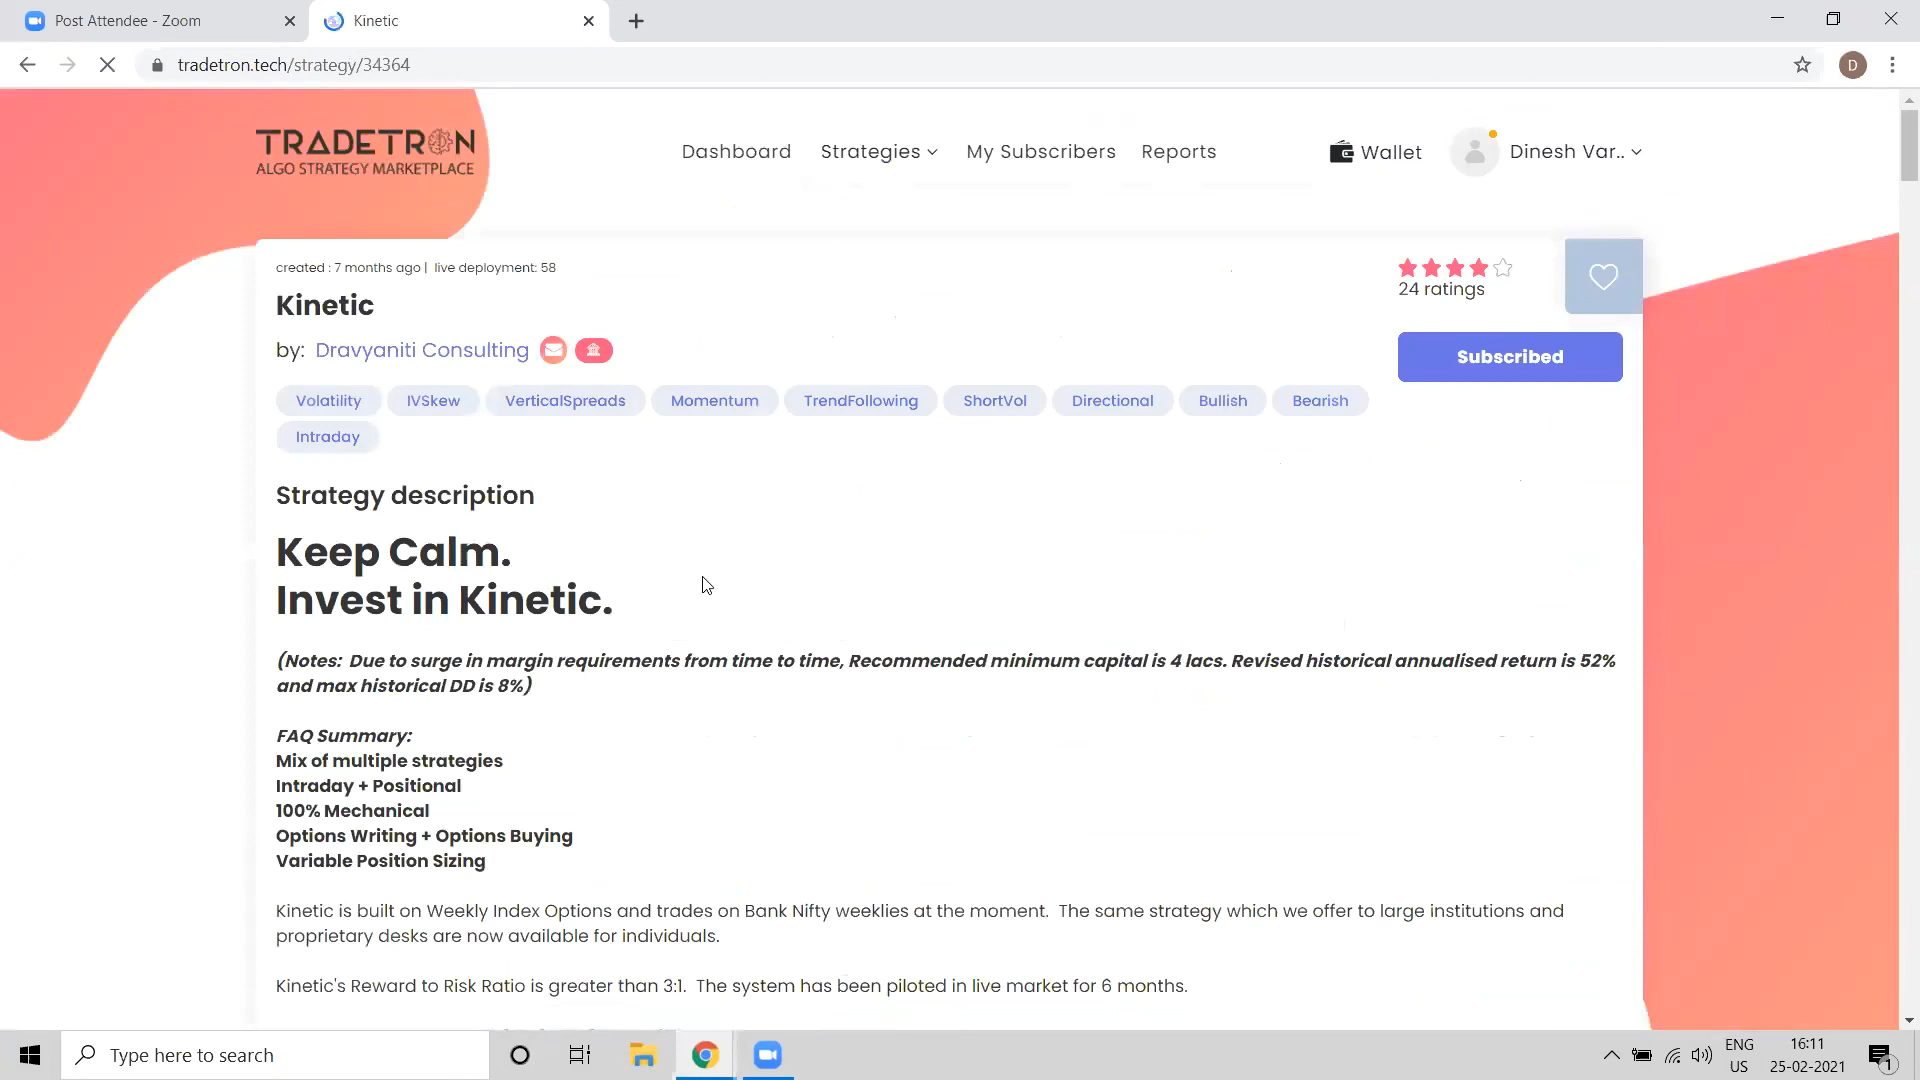 Post Attendee - Zoom
Kinetic
tradetron.tech/strategy/34364
TRADETRON
ALGO STRATEGY MARKETPLACE
Dashboard
Strategies
My Subscribers
Reports
Wallet
Dinesh Var..
created : 7 months ago | live deployment: 58
24 ratings
Kinetic
by: Dravyaniti Consulting
Subscribed
Volatility
IVSkew
VerticalSpreads
Momentum
TrendFollowing
ShortVol
Directional
Bullish
Bearish
Intraday
Strategy description
Keep Calm.
Invest in Kinetic.
(Notes: Due to surge in margin requirements from time to time, Recommended minimum capital is 4 lacs. Revised historical annualised return is 52%
and max historical DD is 8%)
FAQ Summary:
Mix of multiple strategies
Intraday + Positional
100% Mechanical
Options Writing + Options Buying
Variable Position Sizing
Kinetic is built on Weekly Index Options and trades on Bank Nifty weeklies at the moment. The same strategy which we offer to large institutions and
proprietary desks are now available for individuals.
Kinetic's Reward to Risk Ratio is greater than 3:1. The system has been piloted in live market for 6 months.
Type here to search
ENG
US
16:11
25-02-2021
1
D